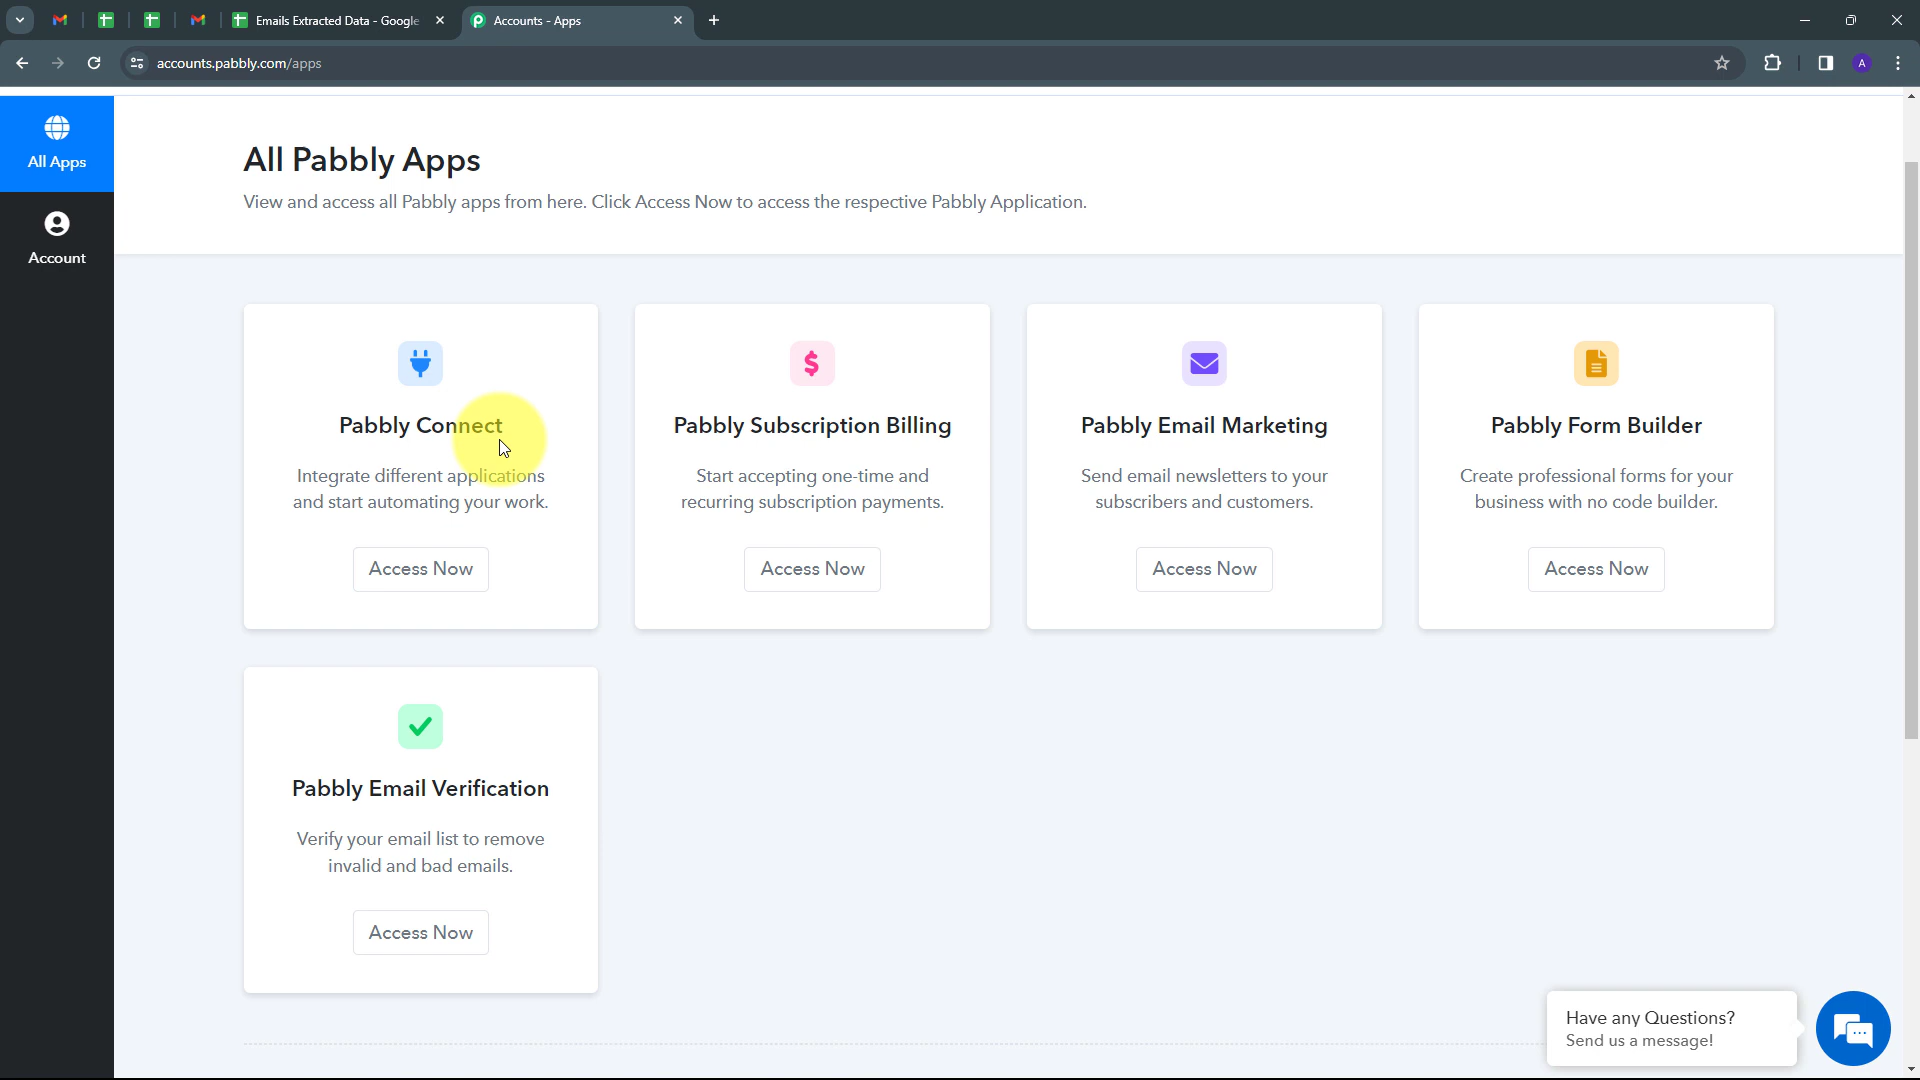 Emails Extracted Data - Google
Accounts - Apps
accounts.pabbly.com/apps
A
All Apps
Account
All Pabbly Apps
View and access all Pabbly apps from here. Click Access Now to access the respective Pabbly Application.
Pabbly Connect
Integrate different applications
and start automating your work.
Access Now
Pabbly Subscription Billing
Start accepting one-time and
recurring subscription payments.
Access Now
Pabbly Email Marketing
Send email newsletters to your
subscribers and customers.
Access Now
Pabbly Form Builder
Create professional forms for your
business with no code builder.
Access Now
Pabbly Email Verification
Verify your email list to remove
invalid and bad emails.
Access Now
Have any Questions?
Send us a message!